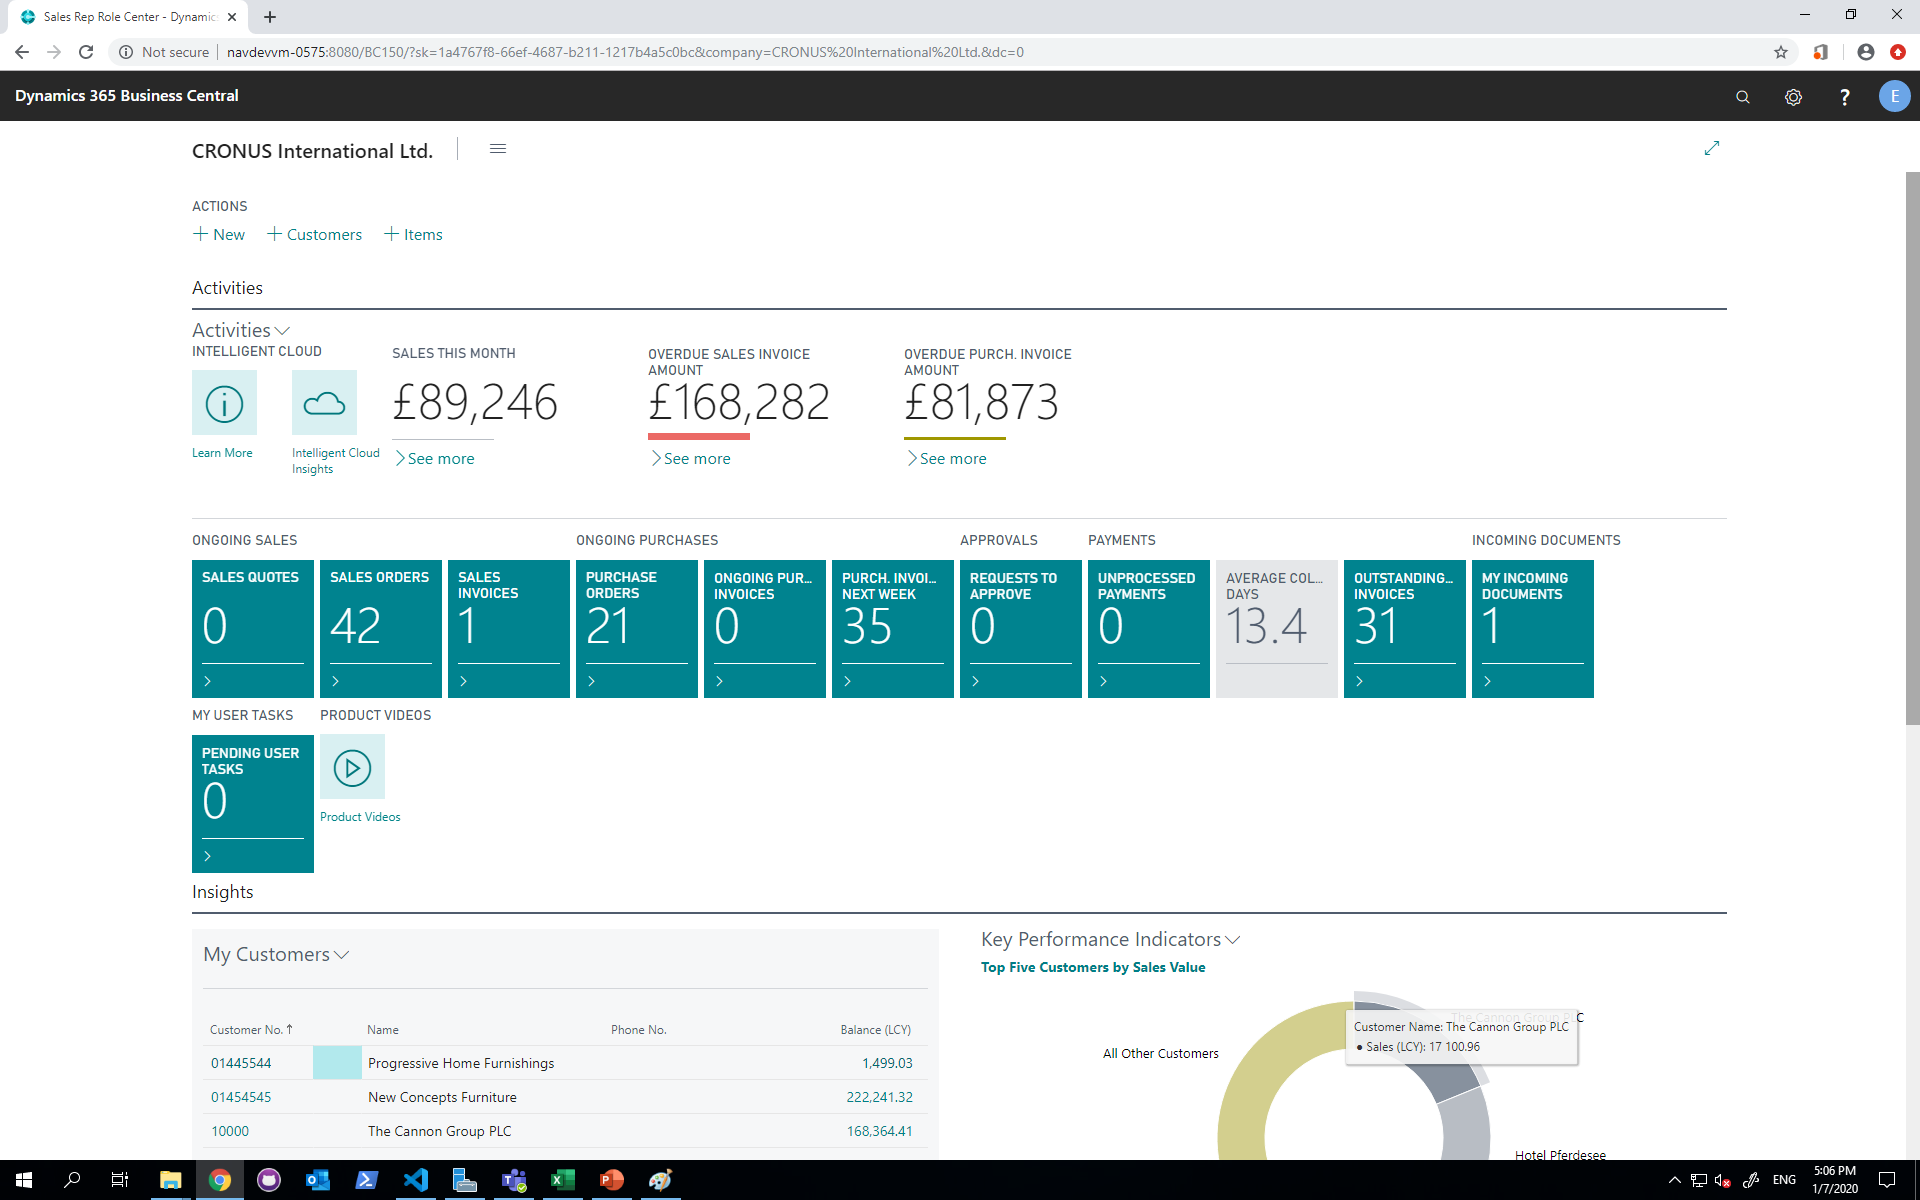 Sales Rep Role Center - Dynamic
Not secure
navdevvm-0575:8080/BC150/?sk=1a4767f8-66ef-4687-b211-1217b4a5c0bc&company=CRONUS%20International%20Ltd.&dc=0
Dynamics 365 Business Central
?
E
CRONUS International Ltd.
ACTIONS
New
Customers
Items
Activities
Activities
INTELLIGENT CLOUD
Learn More
Intelligent Cloud
Insights
SALES THIS MONTH
£89,246
See more
OVERDUE SALES INVOICE
AMOUNT
£168,282
See more
OVERDUE PURCH. INVOICE
AMOUNT
£81,873
See more
ONGOING SALES
ONGOING PURCHASES
APPROVALS
PAYMENTS
INCOMING DOCUMENTS
SALES QUOTES
0
SALES ORDERS
42
SALES
INVOICES
1
PURCHASE
ORDERS
21
ONGOING PUR...
INVOICES
0
PURCH. INVOI...
NEXT WEEK
35
REQUESTS TO
APPROVE
0
UNPROCESSED
PAYMENTS
0
AVERAGE COL...
DAYS
13.4
OUTSTANDING...
INVOICES
31
MY INCOMING
DOCUMENTS
1
MY USER TASKS
PRODUCT VIDEOS
PENDING USER
TASKS
0
Product Videos
Insights
My Customers
Customer No.↑ Name Phone No. Balance (LCY)
01445544 Progressive Home Furnishings 1,499.03
01454545 New Concepts Furniture 222,241.32
10000 The Cannon Group PLC 168,364.41
Key Performance Indicators
Top Five Customers by Sales Value
The Cannon Group PLC
Customer Name: The Cannon Group PLC
● Sales (LCY): 17 100.96
All Other Customers
Hotel Pferdesee
ENG
5:06 PM
1/7/2020